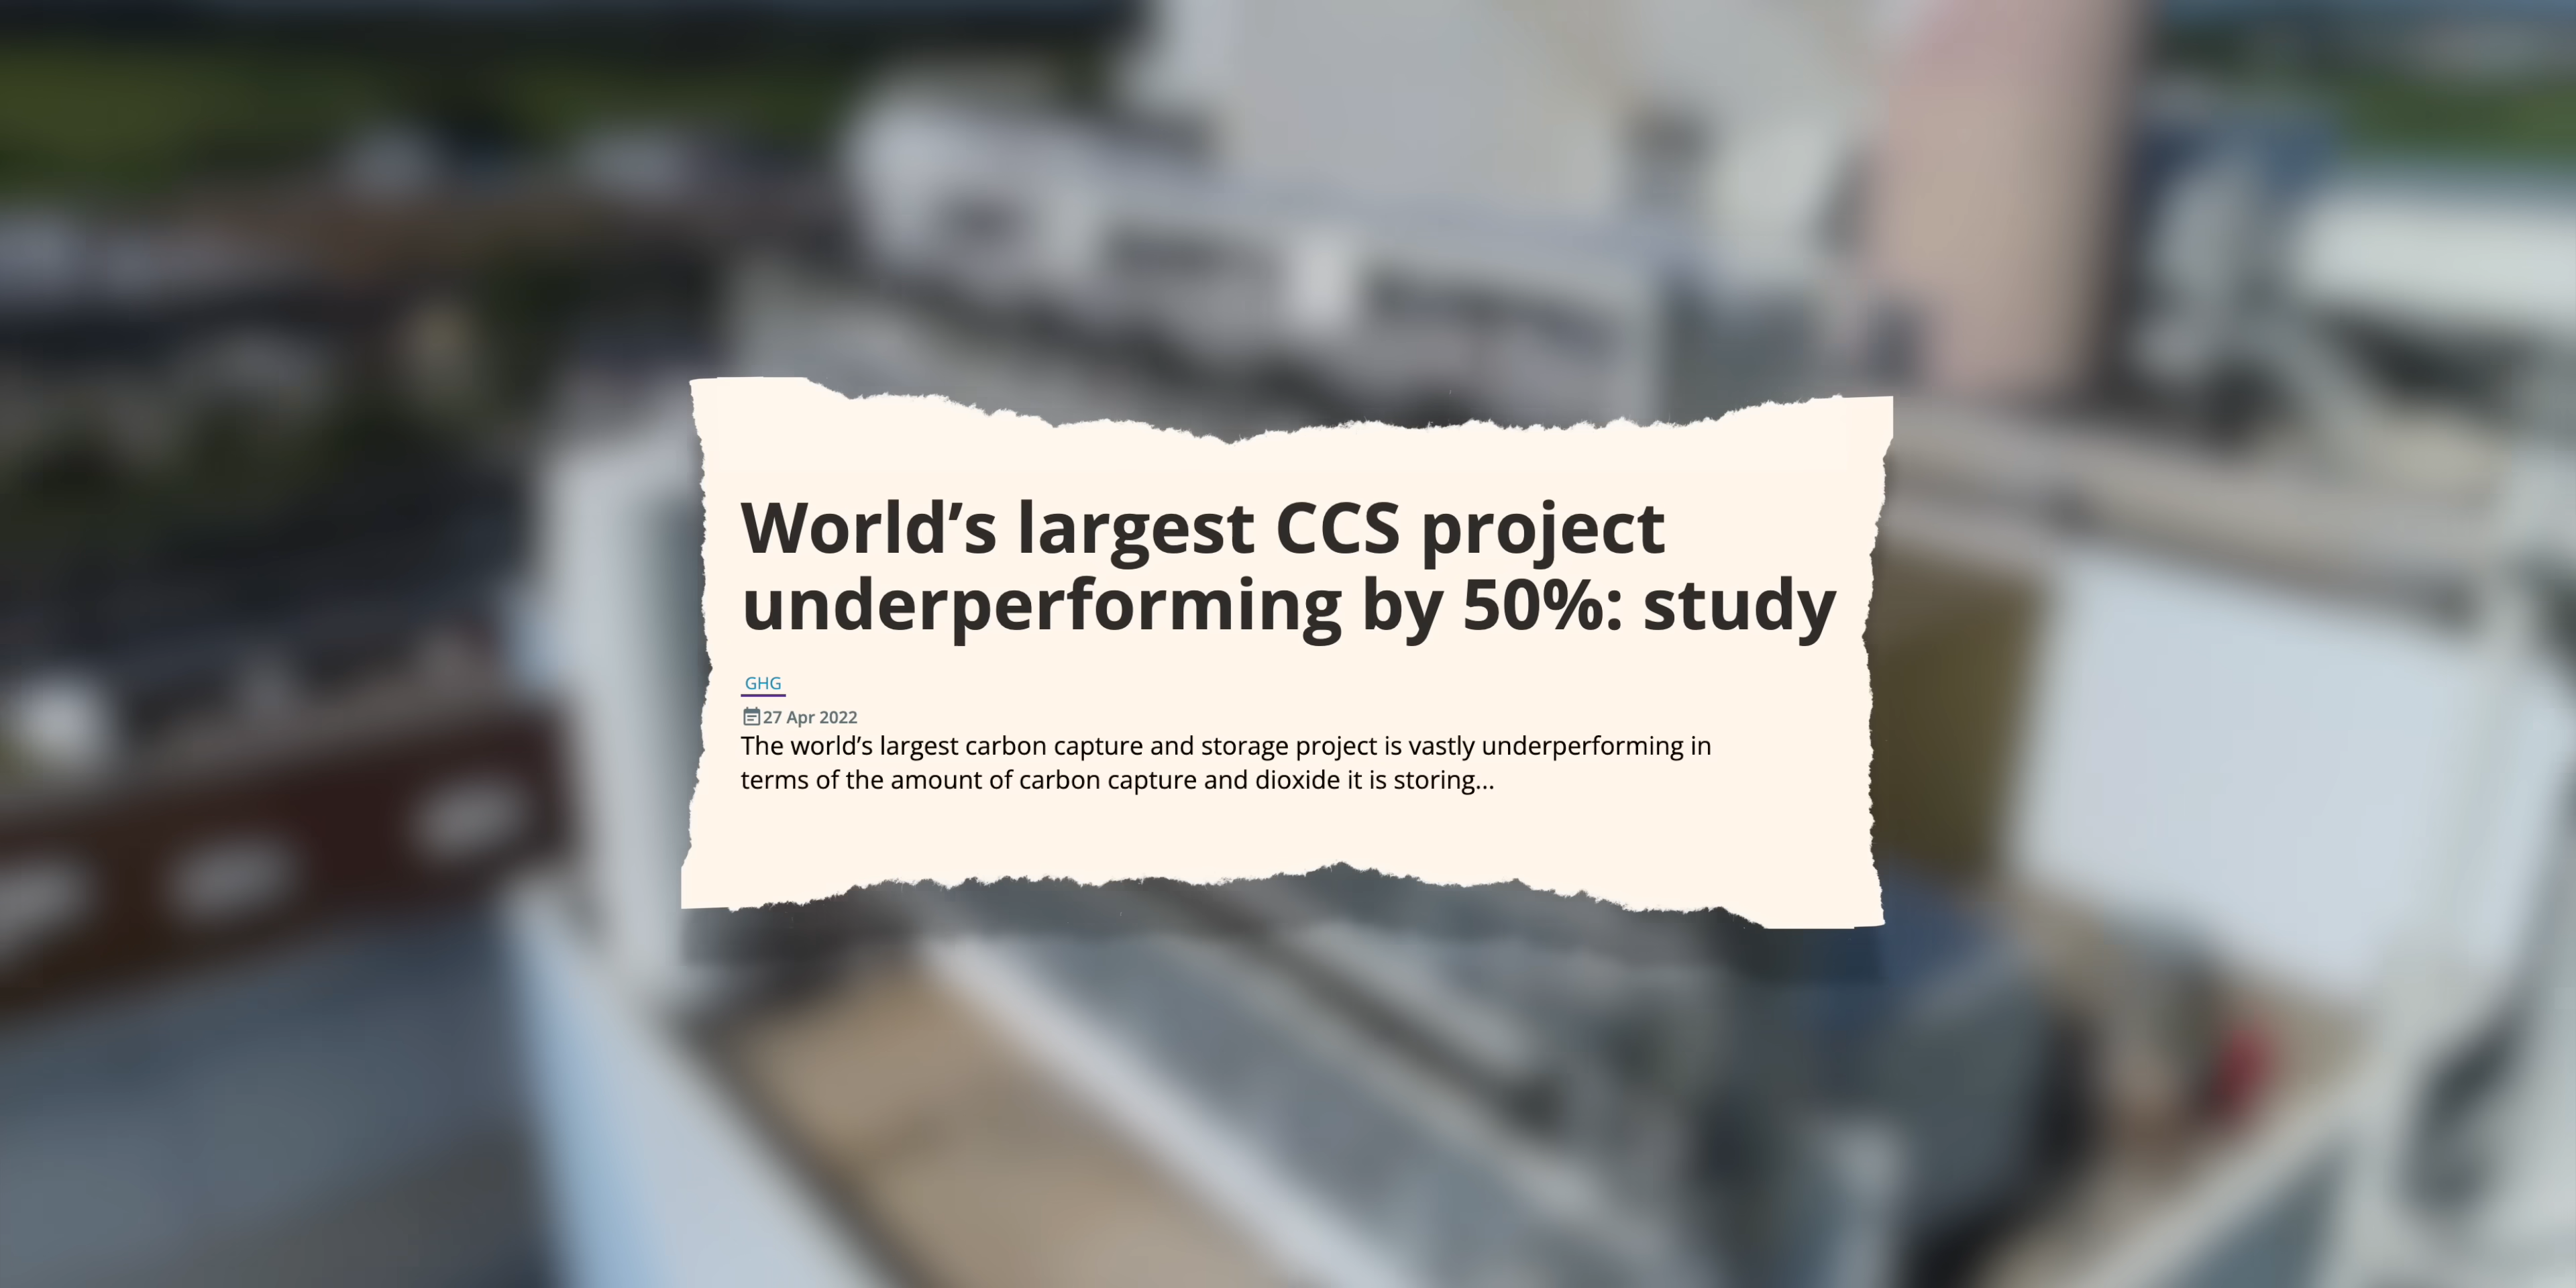 World’s largest CCS project
underperforming by 50%: study
GHG
27 Apr 2022
The world’s largest carbon capture and storage project is vastly underperforming in
terms of the amount of carbon capture and dioxide it is storing...